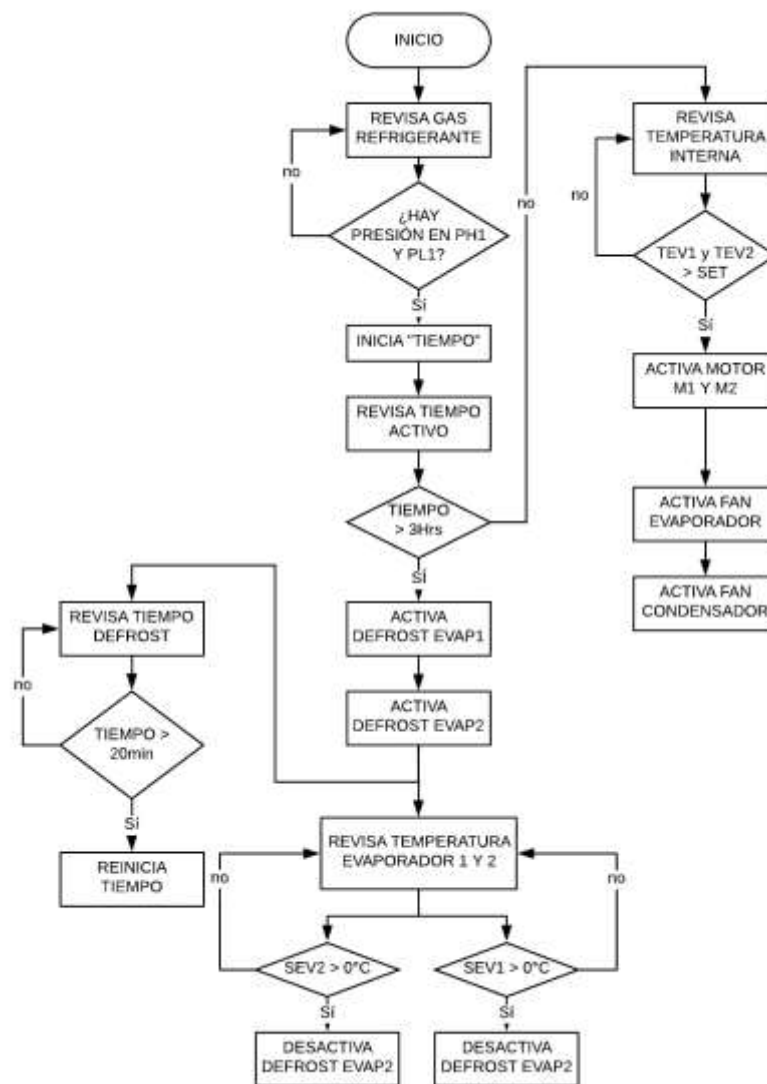 INICIO
REVISA GAS
REFRIGERANTE
no
¿HAY
PRESIÓN EN PH1
Y PL1?
Sí
INICIA "TIEMPO"
REVISA TIEMPO
ACTIVO
TIEMPO
> 3Hrs
no
SÍ
REVISA
TEMPERATURA
INTERNA
no
TEV1 y TEV2
> SET
Sí
ACTIVA MOTOR
M1 Y M2
ACTIVA FAN
EVAPORADOR
ACTIVA FAN
CONDENSADOR
ACTIVA
DEFROST EVAP1
ACTIVA
DEFROST EVAP2
REVISA TIEMPO
DEFROST
no
TIEMPO >
20min
Sí
REINICIA
TIEMPO
REVISA TEMPERATURA
EVAPORADOR 1 Y 2
no
no
SEV2 > 0°C
SEV1 > 0°C
Sí
Sí
DESACTIVA
DEFROST EVAP2
DESACTIVA
DEFROST EVAP2